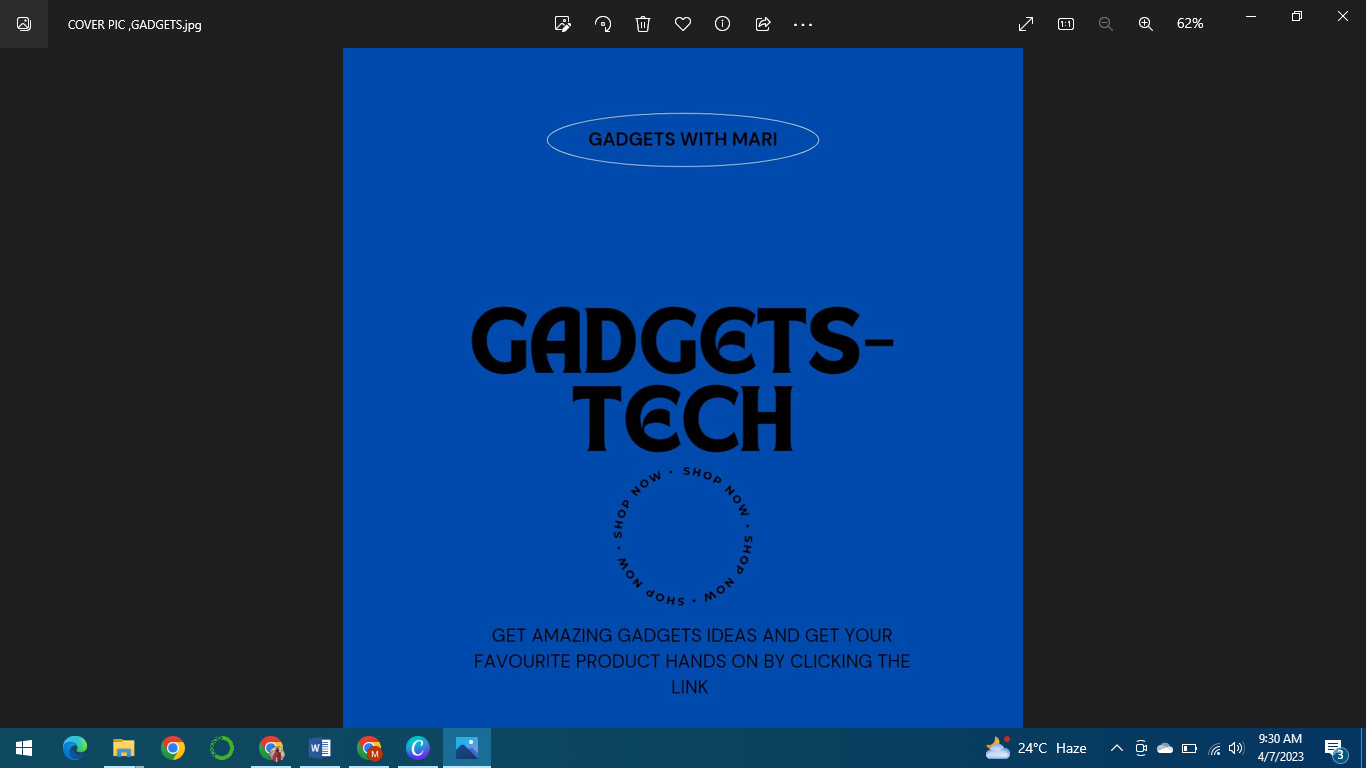 COVER PIC ,GADGETS.jpg
62%
GADGETS WITH MARI
GADGETS-
TECH
SHOP NOW • SHOP NOW • SHOP NOW • SHOP NOW • SHOP NOW •
GET AMAZING GADGETS IDEAS AND GET YOUR
FAVOURITE PRODUCT HANDS ON BY CLICKING THE
LINK
24°C Haze
9:30 AM
4/7/2023
3